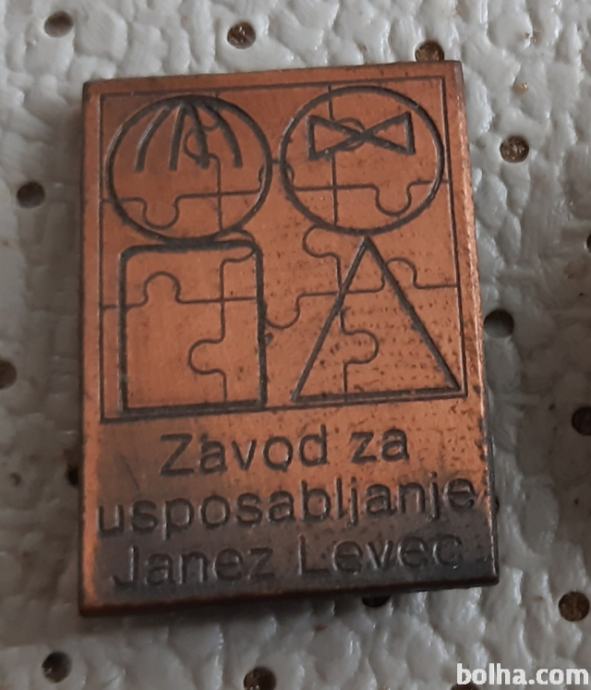 Zavod za
usposabljanje
Janez Levec
bolha.com